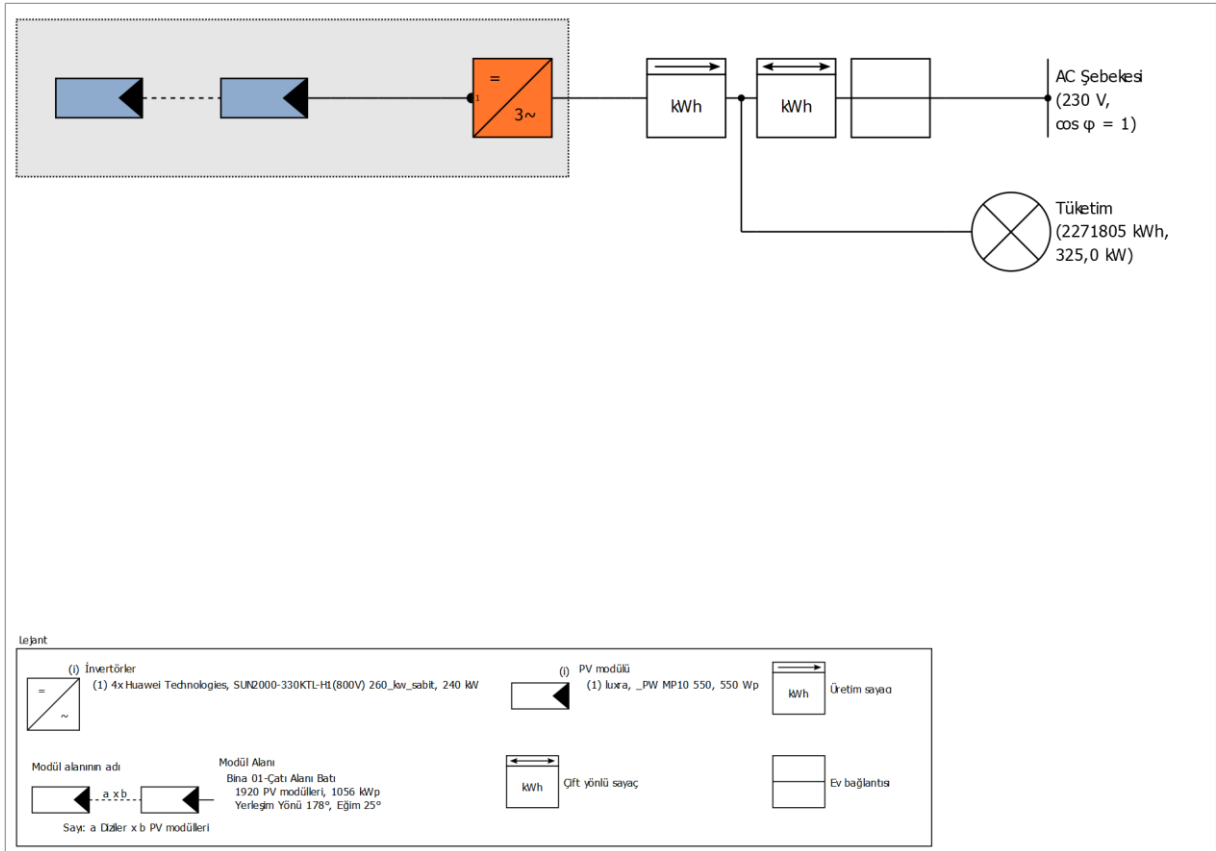 =
1
3~
kWh
kWh
AC Şebekesi
(230 V,
cos φ = 1)
Tüketim
(2271805 kWh,
325,0 kW)
Lejant
(i) İnvertörler
(1) 4x Huawei Technologies, SUN2000-330KTL-H1(800V) 260_kw_sabit, 240 kW
=
~
(i) PV modülü
(1) luxra, _PW MP10 550, 550 Wp
kWh
Üretim sayacı
Modül alanının adı
a x b
Sayı: a Diziler x b PV modülleri
Modül Alanı
Bina 01-Çatı Alanı Batı
1920 PV modülleri, 1056 kWp
Yerleşim Yönü 178°, Eğim 25°
kWh
Çift yönlü sayaç
Ev bağlantısı